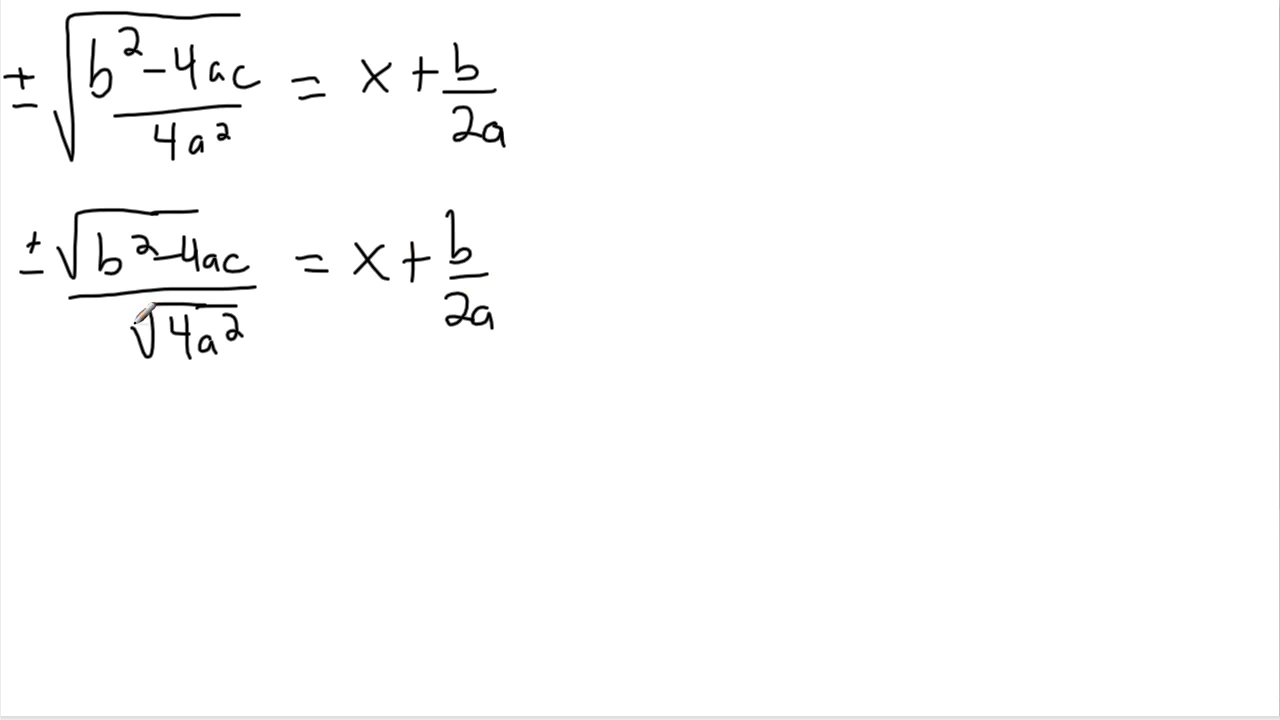 ± √(b² - 4ac / 4a²) = x + b/2a
± √(b² - 4ac) / √(4a²) = x + b/2a